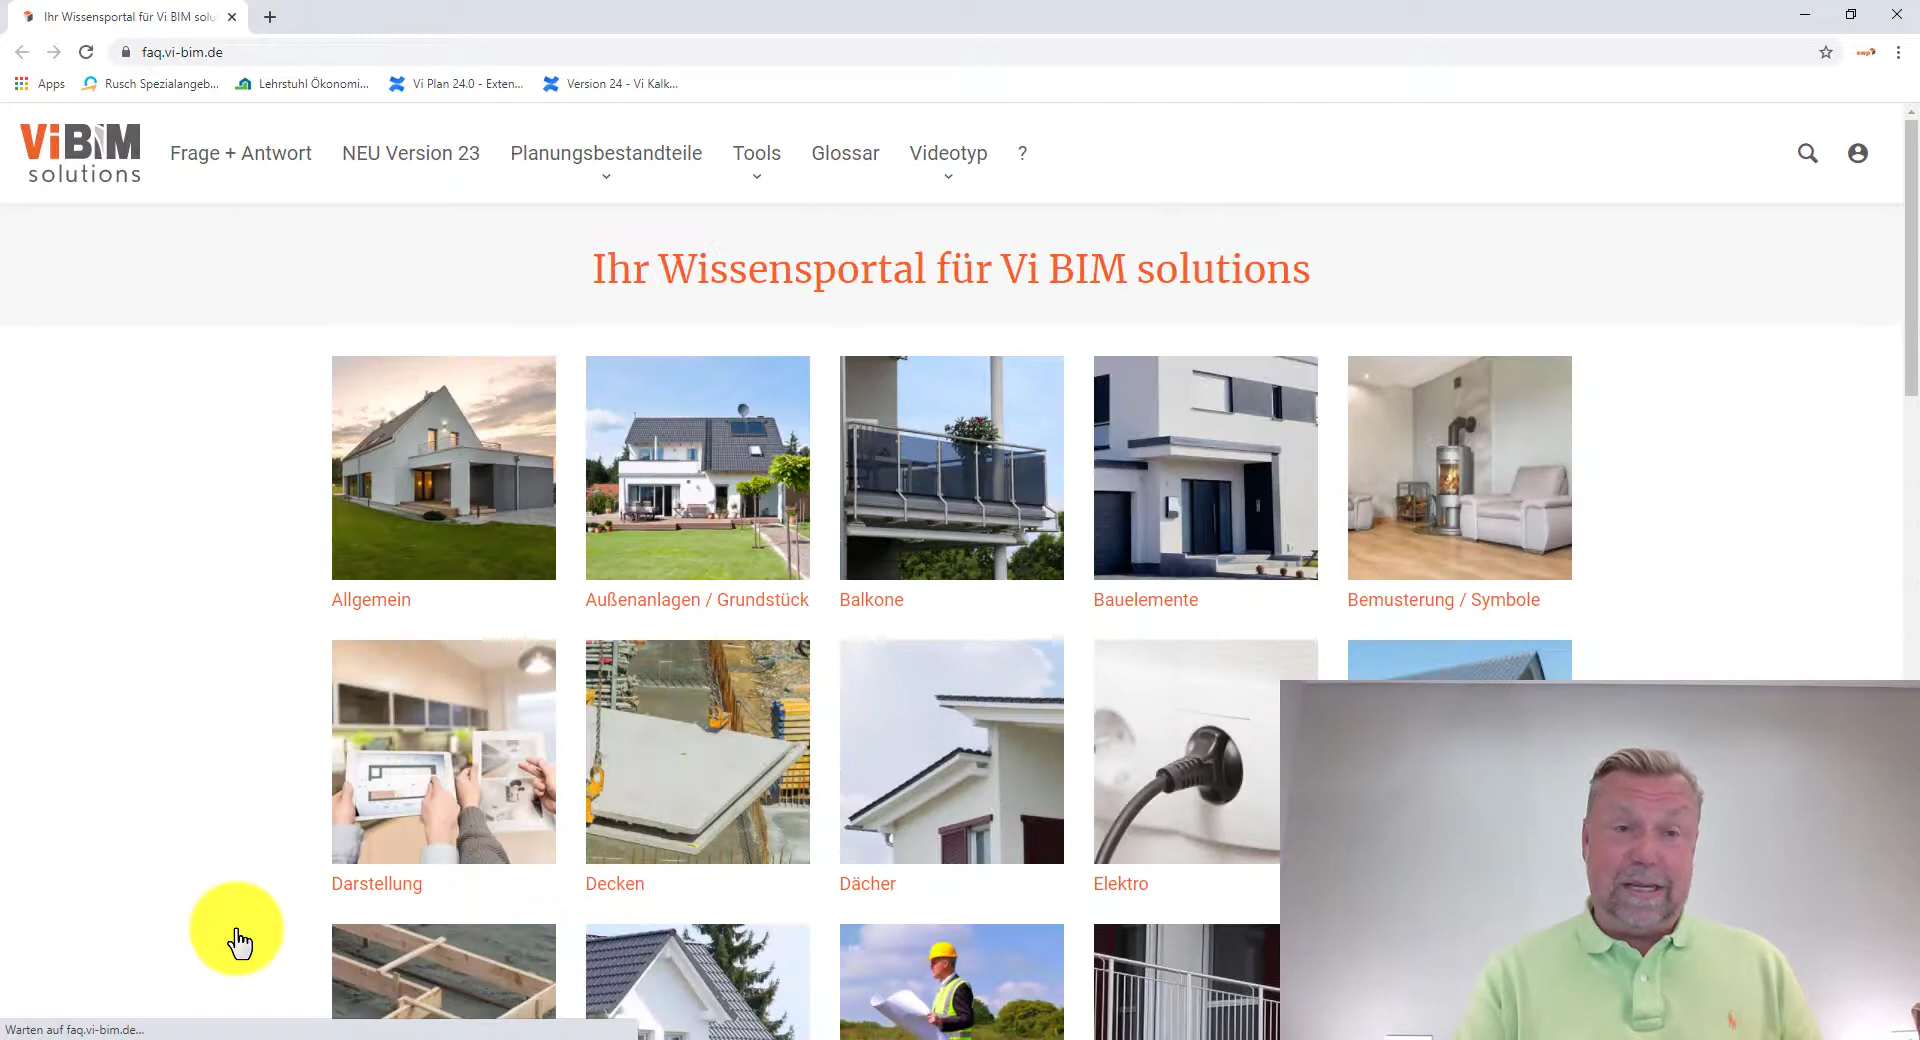 Ihr Wissensportal für Vi BIM solu
faq.vi-bim.de
swp
Apps
Rusch Spezialangeb...
Lehrstuhl Ökonomi...
Vi Plan 24.0 - Exten...
Version 24 - Vi Kalk...
ViBIM
solutions
Frage + Antwort
NEU Version 23
Planungsbestandteile
Tools
Glossar
Videotyp
?
Ihr Wissensportal für Vi BIM solutions
Allgemein
Außenanlagen / Grundstück
Balkone
Bauelemente
Bemusterung / Symbole
Darstellung
Decken
Dächer
Elektro
Warten auf faq.vi-bim.de...